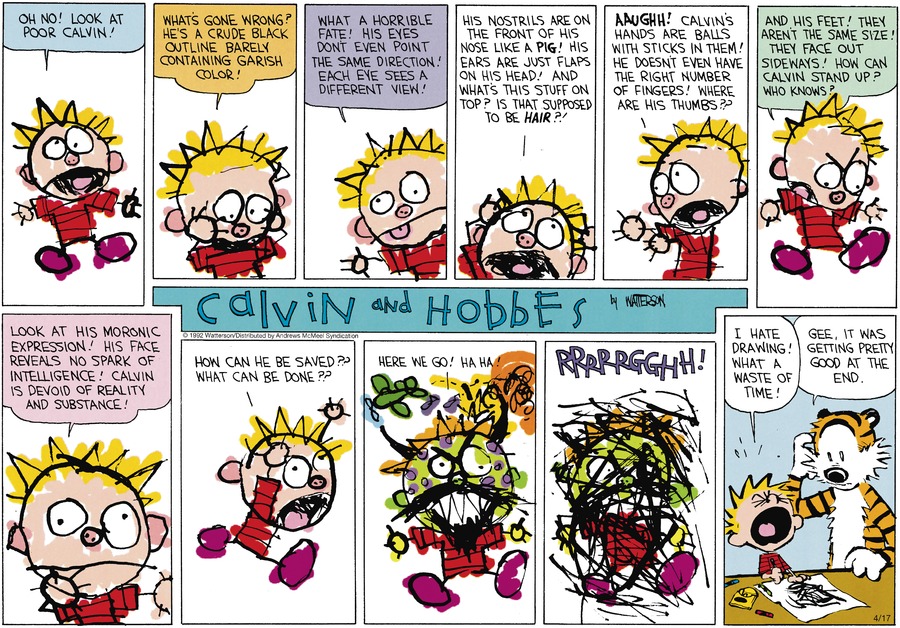 OH NO! LOOK AT
POOR CALVIN!
WHAT'S GONE WRONG?
HE'S A CRUDE BLACK
OUTLINE BARELY
CONTAINING GARISH
COLOR!
WHAT A HORRIBLE
FATE! HIS EYES
DON'T EVEN POINT
THE SAME DIRECTION!
EACH EYE SEES A
DIFFERENT VIEW!
HIS NOSTRILS ARE ON
THE FRONT OF HIS
NOSE LIKE A PIG! HIS
EARS ARE JUST FLAPS
ON HIS HEAD! AND
WHAT'S THIS STUFF ON
TOP? IS THAT SUPPOSED
TO BE HAIR?!
AAUGHH! CALVIN'S
HANDS ARE BALLS
WITH STICKS IN THEM!
HE DOESN'T EVEN HAVE
THE RIGHT NUMBER
OF FINGERS! WHERE
ARE HIS THUMBS??
AND HIS FEET! THEY
AREN'T THE SAME SIZE!
THEY FACE OUT
SIDEWAYS! HOW CAN
CALVIN STAND UP?
WHO KNOWS?
CalViN and HobbEs
by WATTERSON
© 1992 Watterson/Distributed by Andrews McMeel Syndication
LOOK AT HIS MORONIC
EXPRESSION! HIS FACE
REVEALS NO SPARK OF
INTELLIGENCE! CALVIN
IS DEVOID OF REALITY
AND SUBSTANCE!
HOW CAN HE BE SAVED??
WHAT CAN BE DONE??
HERE WE GO! HA HA!
RRRRRGGHH!
I HATE
DRAWING!
WHAT A
WASTE OF
TIME!
GEE, IT WAS
GETTING PRETTY
GOOD AT THE
END.
4/17